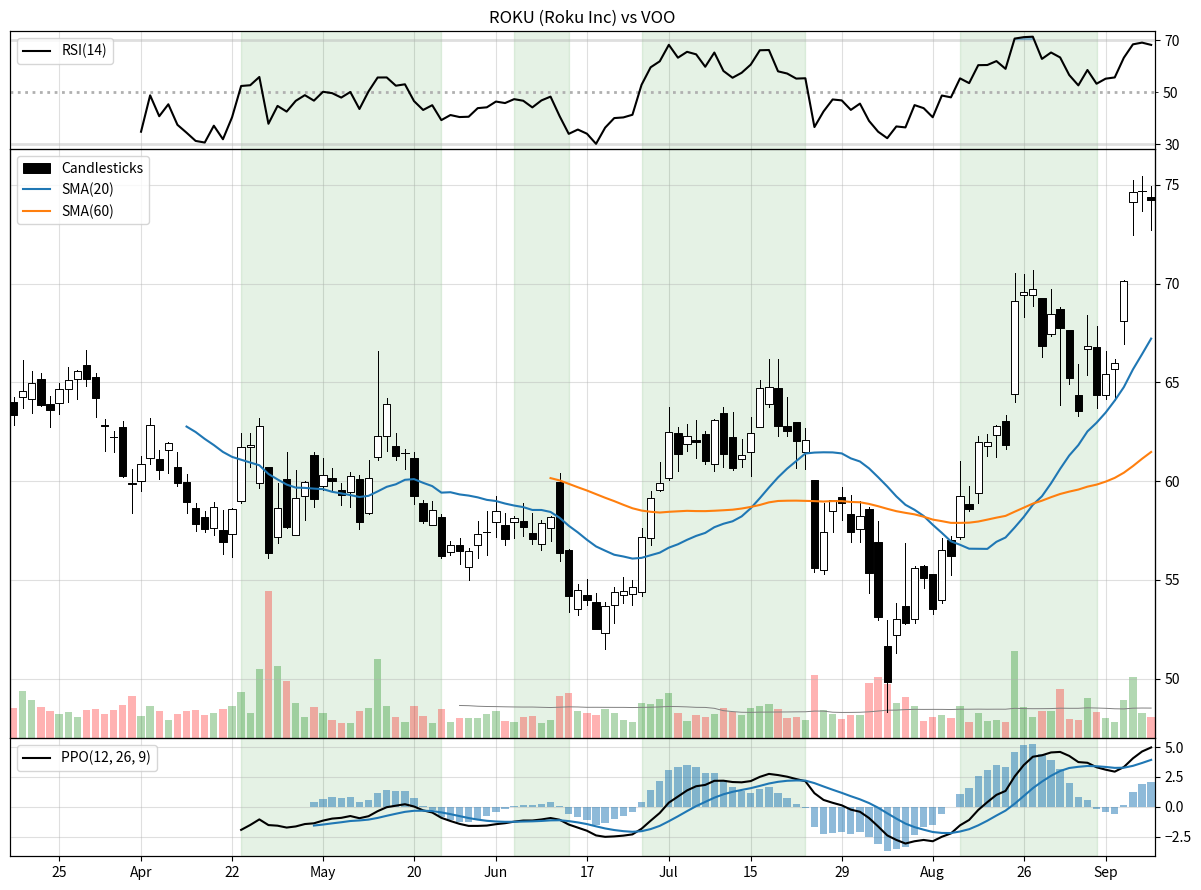 ROKU (Roku Inc) vs VOO
RSI(14)
70
50
30
Candlesticks
SMA(20)
SMA(60)
75
70
65
60
55
50
PPO(12, 26, 9)
5.0
2.5
0.0
−2.5
25 Apr 22 May 20 Jun 17 Jul 15 29 Aug 26 Sep